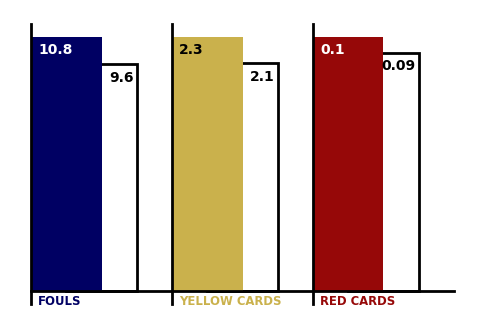 10.8
9.6
2.3
2.1
0.1
0.09
FOULS
YELLOW CARDS
RED CARDS